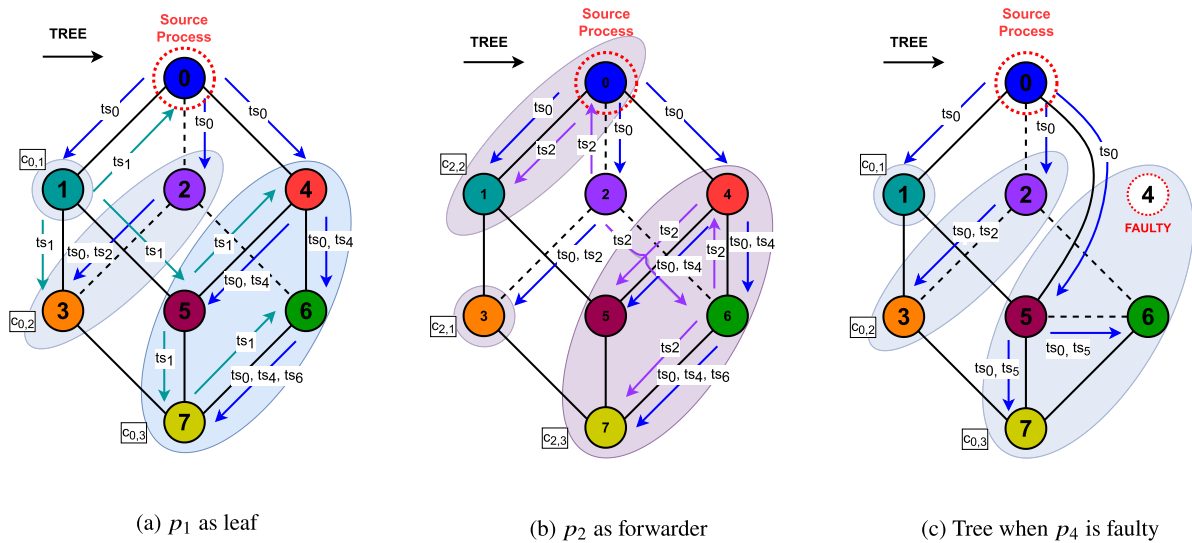 TREE
Source
Process
0
ts0
ts0
ts0
c0,1
ts1
1
2
4
ts1
ts0, ts2
ts1
ts1
ts0, ts4
ts0, ts4
3
5
6
c0,2
ts1
ts1
ts0, ts4, ts6
7
c0,3
(a) p1 as leaf
TREE
Source
Process
0
ts0
ts0
ts0
ts2
ts2
c2,2
1
2
4
ts2
ts2
ts0, ts4
ts0, ts2
ts0, ts4
ts2
3
5
6
c2,1
ts2
ts0, ts4, ts6
7
c2,3
(b) p2 as forwarder
TREE
Source
Process
0
ts0
ts0
ts0
c0,1
1
2
4
FAULTY
ts0, ts2
3
5
6
c0,2
ts0, ts5
ts0, ts5
7
c0,3
(c) Tree when p4 is faulty